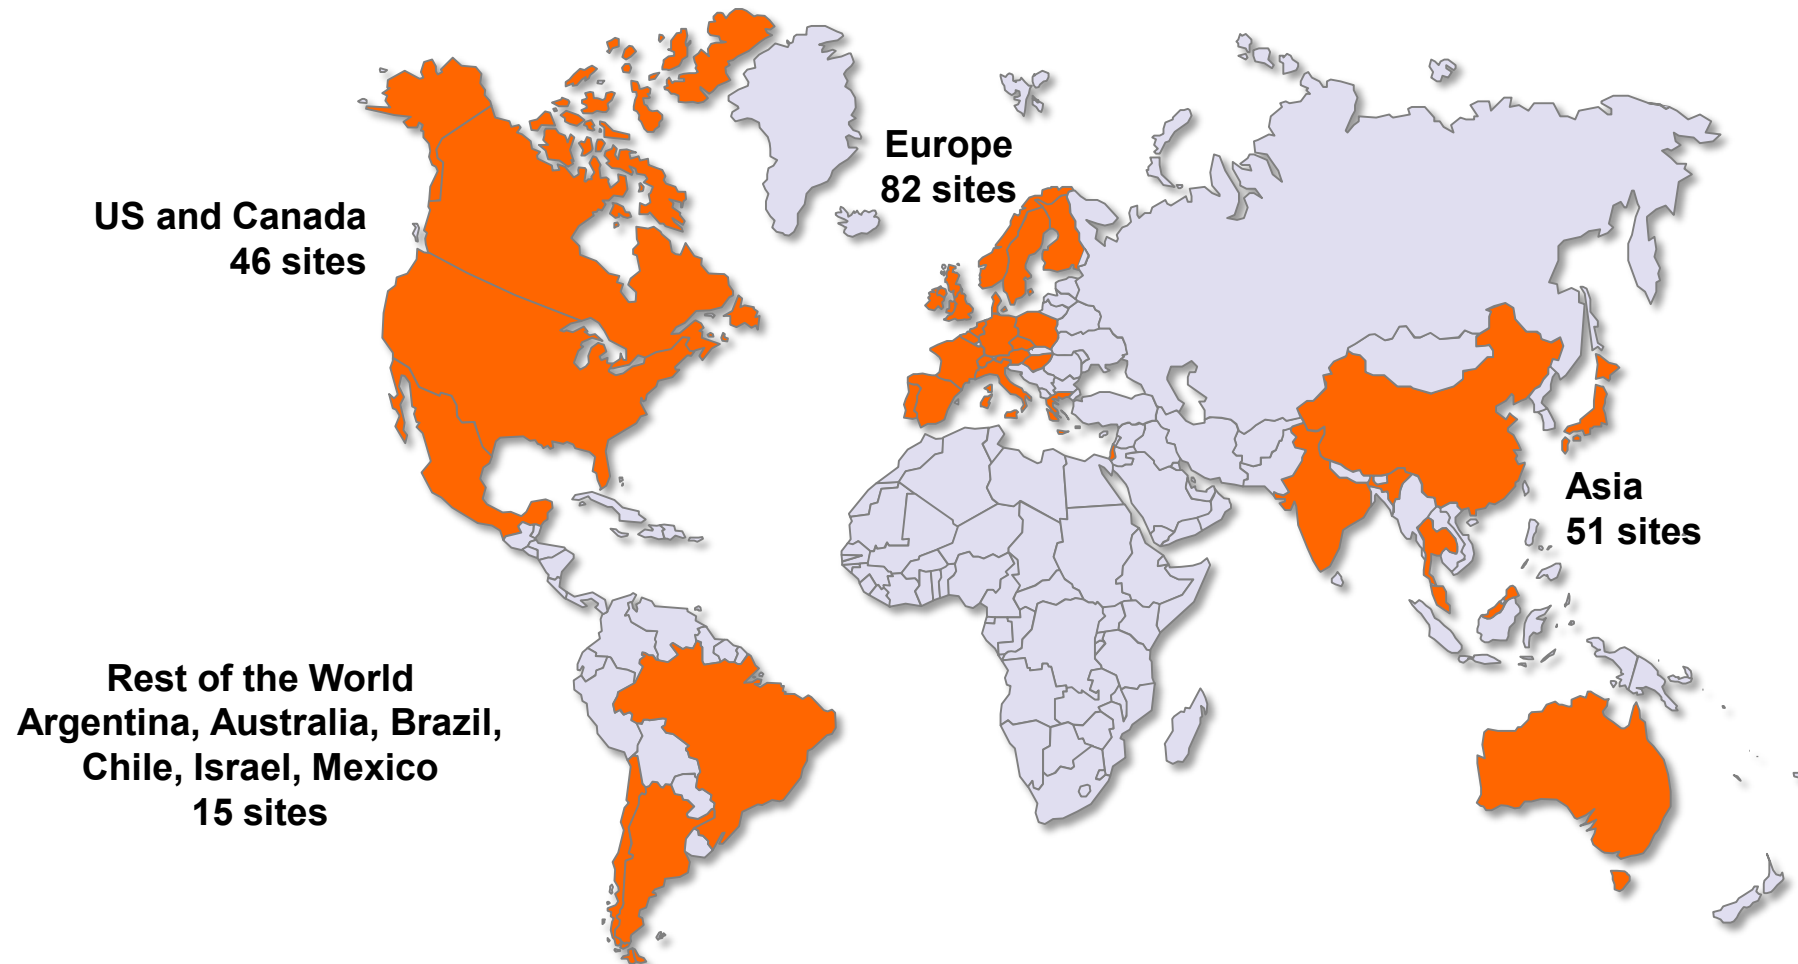 Europe
82 sites
US and Canada
46 sites
Asia
51 sites
Rest of the World
Argentina, Australia, Brazil,
Chile, Israel, Mexico
15 sites